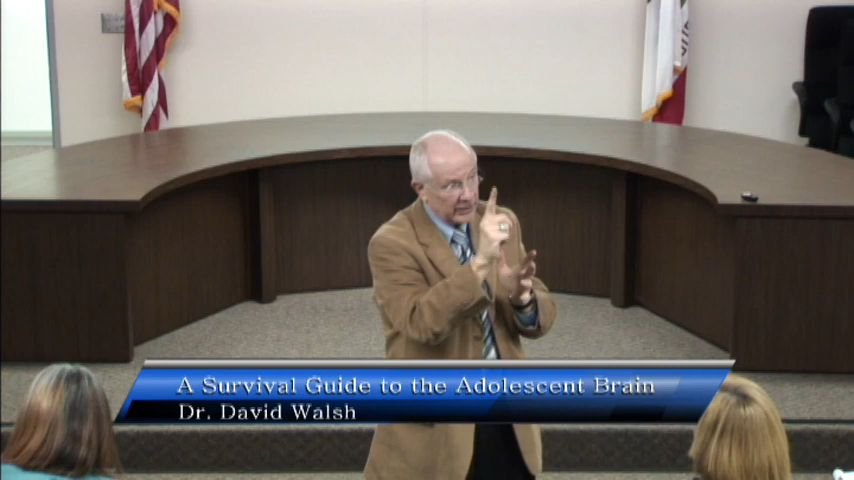 A Survival Guide to the Adolescent Brain
Dr. David Walsh